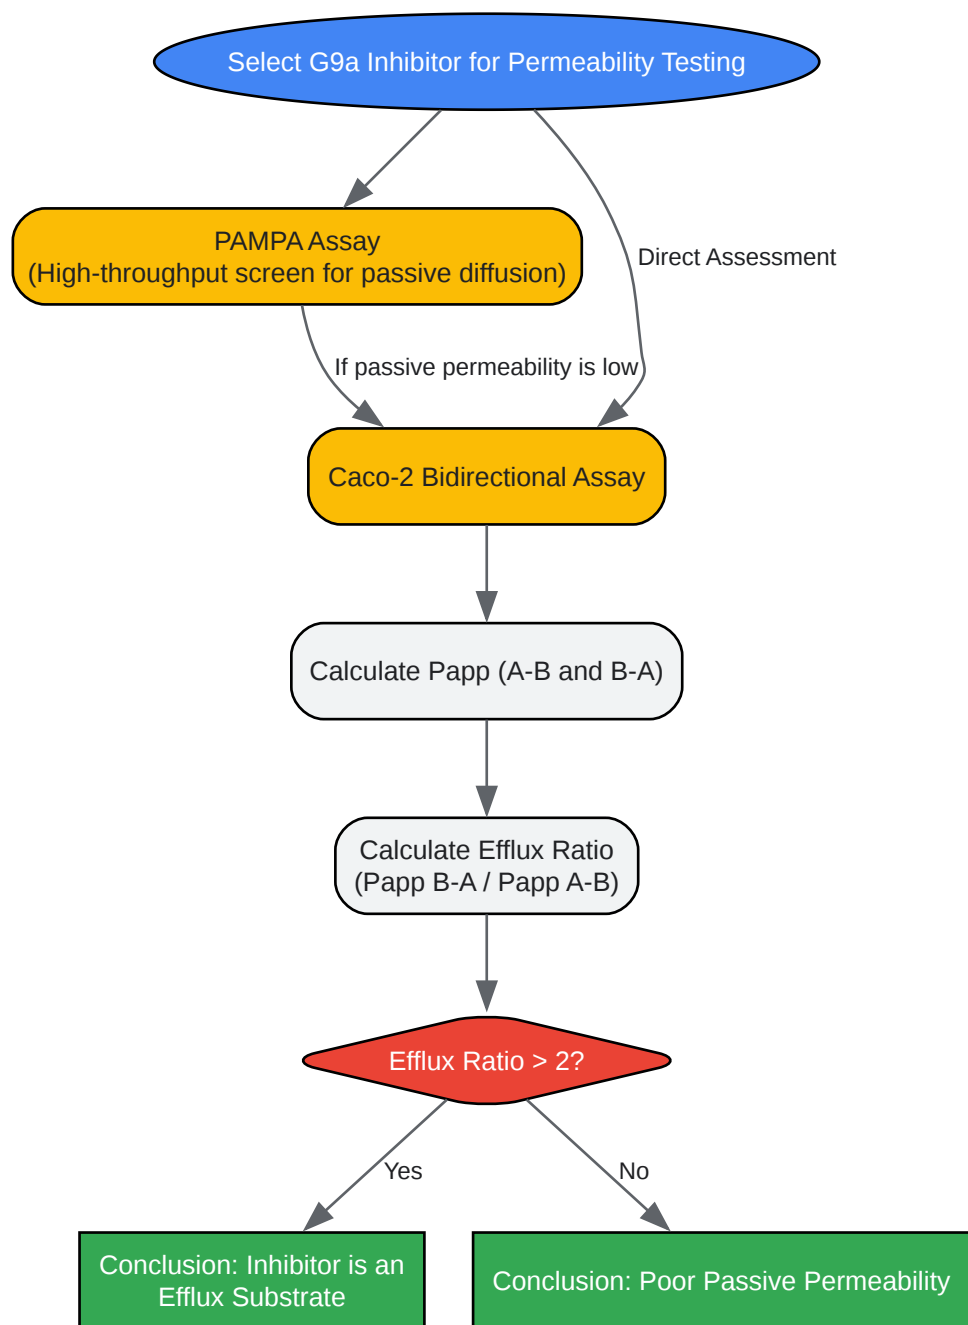 Select G9a Inhibitor for Permeability Testing
PAMPA Assay
(High-throughput screen for passive diffusion)
Direct Assessment
If passive permeability is low
Caco-2 Bidirectional Assay
Calculate Papp (A-B and B-A)
Calculate Efflux Ratio
(Papp B-A / Papp A-B)
Efflux Ratio > 2?
Yes
No
Conclusion: Inhibitor is an
Efflux Substrate
Conclusion: Poor Passive Permeability